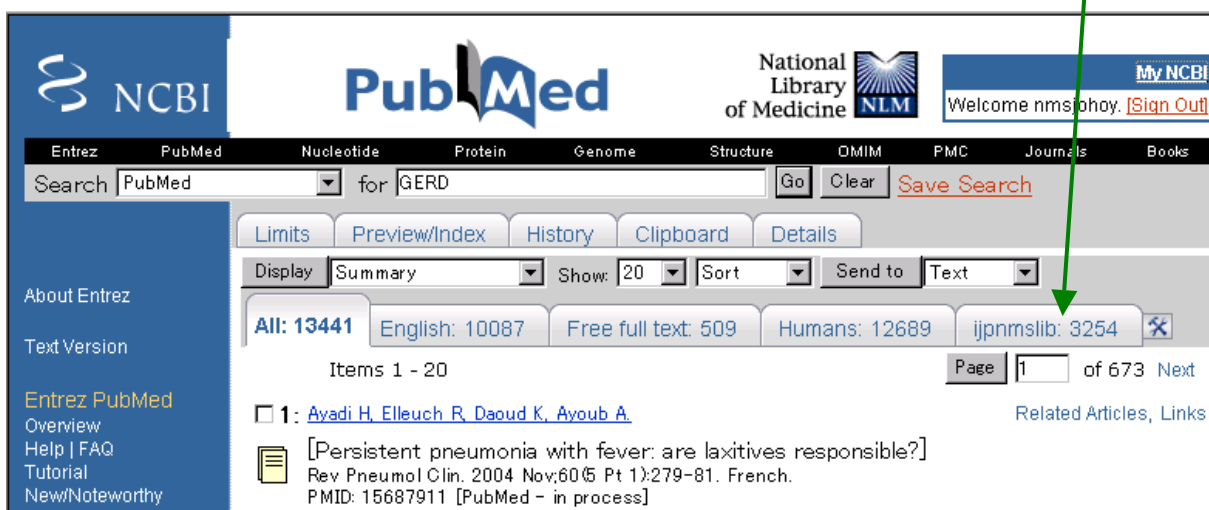 NCBI
PubMed
National
Library
of Medicine NLM
My NCBI
Welcome nmsjohoy. [Sign Out]
Entrez PubMed Nucleotide Protein Genome Structure OMIM PMC Journals Books
Search PubMed for GERD Go Clear Save Search
Limits Preview/Index History Clipboard Details
Display Summary Show: 20 Sort Send to Text
All: 13441 English: 10087 Free full text: 509 Humans: 12689 ijpnmslib: 3254
Items 1 - 20 Page 1 of 673 Next
1: Ayadi H, Elleuch R, Daoud K, Ayoub A. Related Articles, Links
[Persistent pneumonia with fever: are laxitives responsible?]
Rev Pneumol Clin. 2004 Nov;60(5 Pt 1):279-81. French.
PMID: 15687911 [PubMed - in process]
About Entrez
Text Version
Entrez PubMed
Overview
Help | FAQ
Tutorial
New/Noteworthy